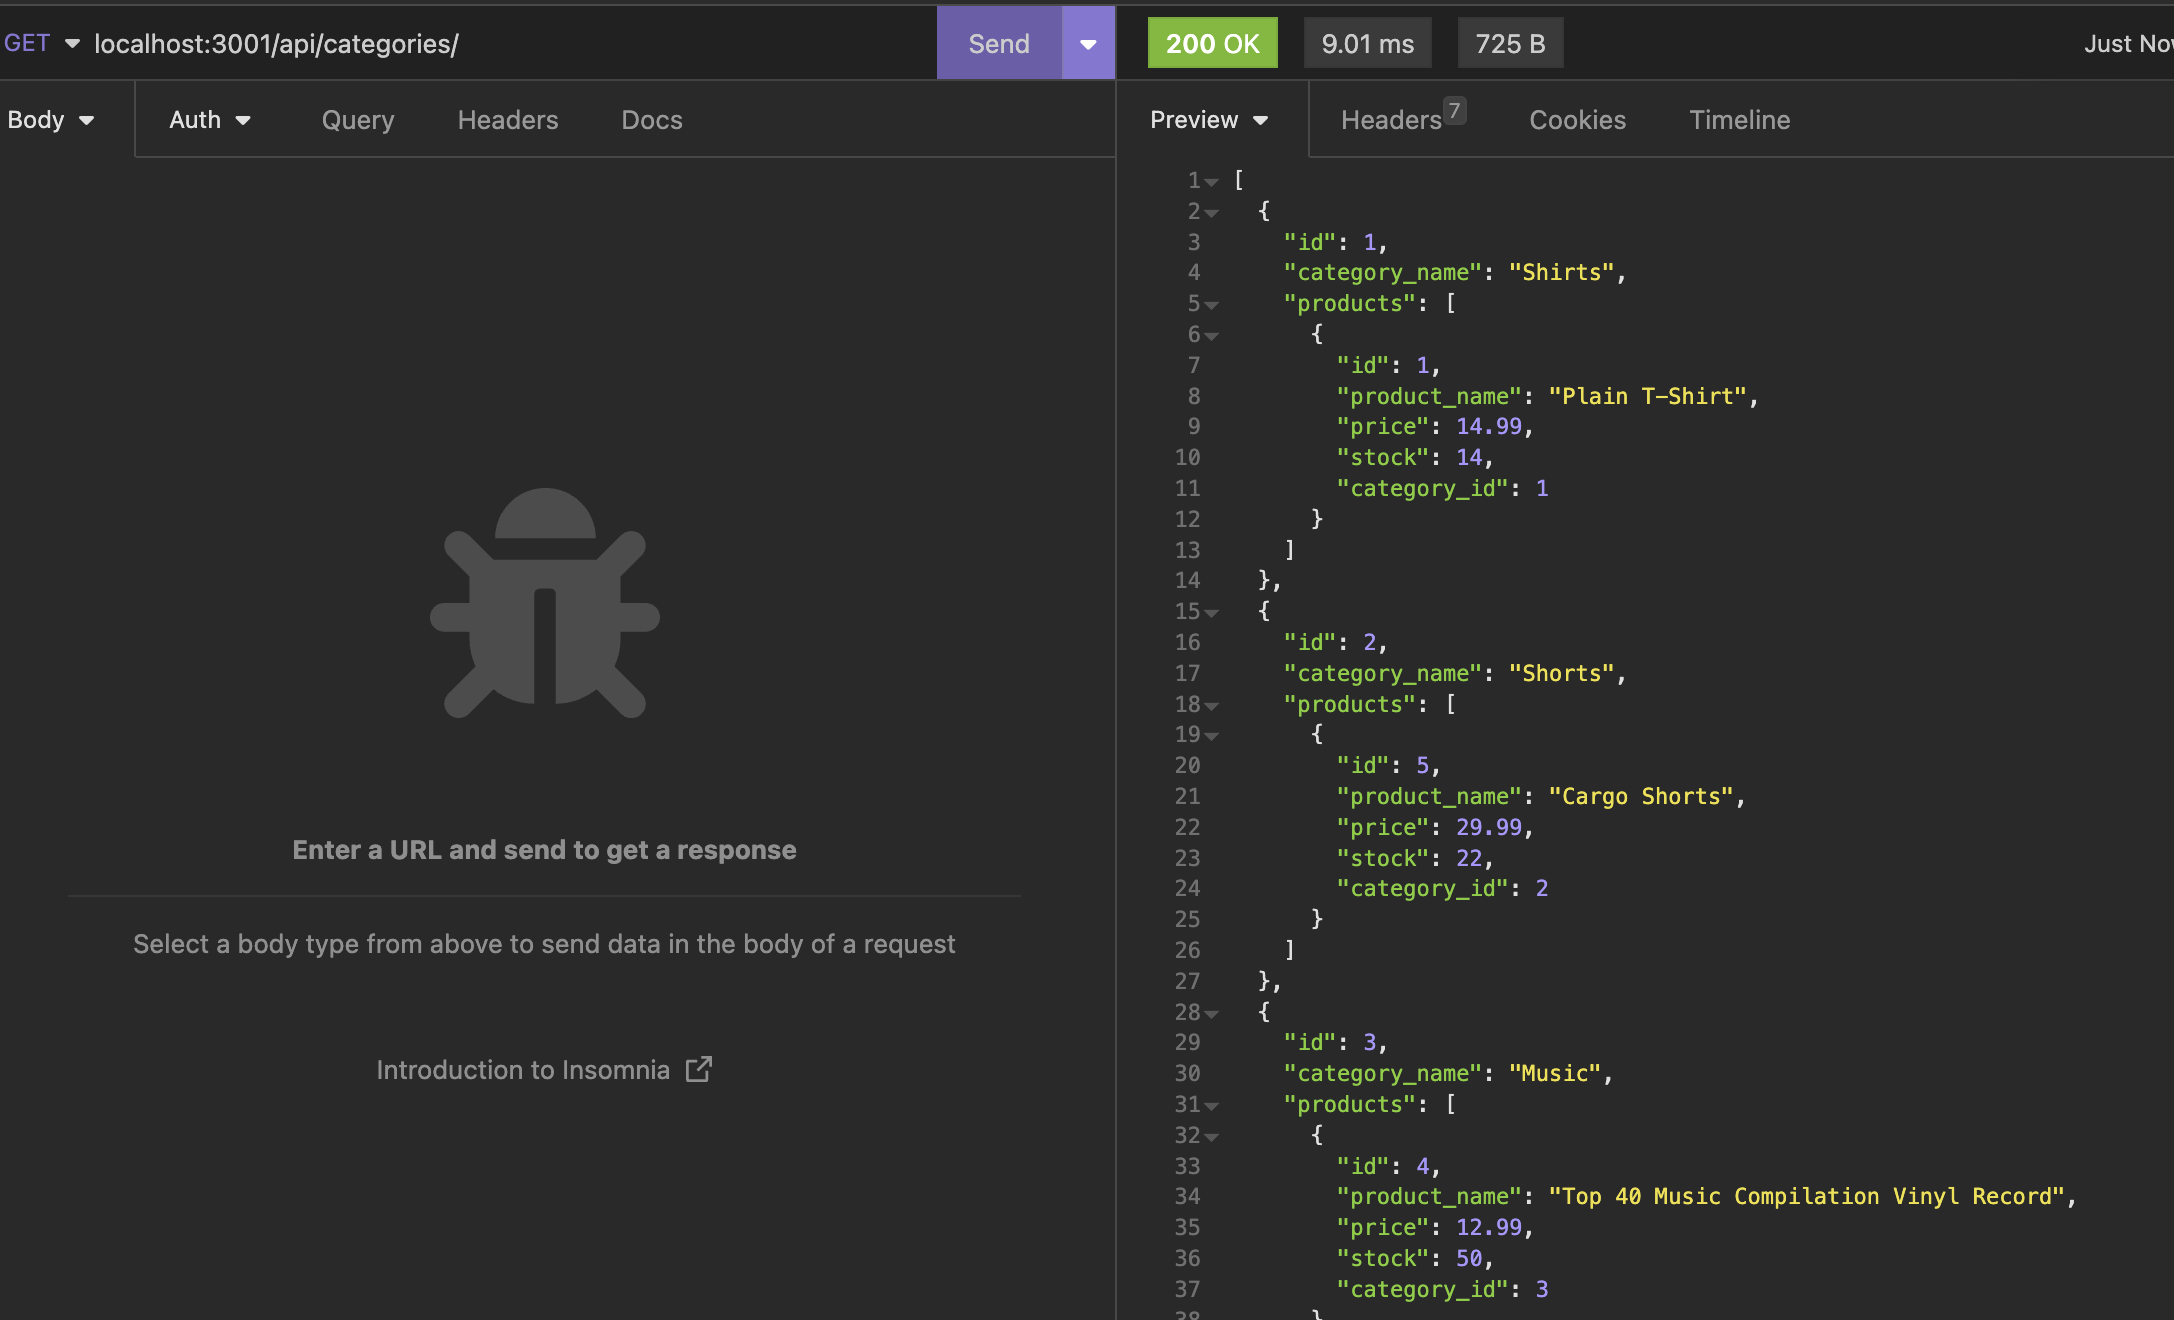 GET localhost:3001/api/categories/ Send 200 OK 9.01 ms 725 B Just Now
Body Auth Query Headers Docs Preview Headers 7 Cookies Timeline
Enter a URL and send to get a response
Select a body type from above to send data in the body of a request
Introduction to Insomnia
1 [
2 {
3 "id": 1,
4 "category_name": "Shirts",
5 "products": [
6 {
7 "id": 1,
8 "product_name": "Plain T-Shirt",
9 "price": 14.99,
10 "stock": 14,
11 "category_id": 1
12 }
13 ]
14 },
15 {
16 "id": 2,
17 "category_name": "Shorts",
18 "products": [
19 {
20 "id": 5,
21 "product_name": "Cargo Shorts",
22 "price": 29.99,
23 "stock": 22,
24 "category_id": 2
25 }
26 ]
27 },
28 {
29 "id": 3,
30 "category_name": "Music",
31 "products": [
32 {
33 "id": 4,
34 "product_name": "Top 40 Music Compilation Vinyl Record",
35 "price": 12.99,
36 "stock": 50,
37 "category_id": 3
38 }